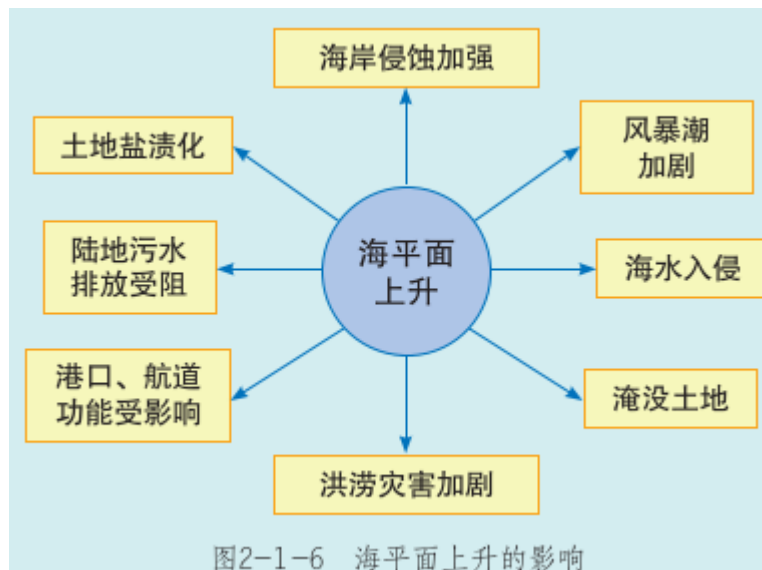 海岸侵蚀加强
风暴潮
加剧
土地盐渍化
海平面
上升
陆地污水
排放受阻
海水入侵
港口、航道
功能受影响
淹没土地
洪涝灾害加剧
图2-1-6 海平面上升的影响